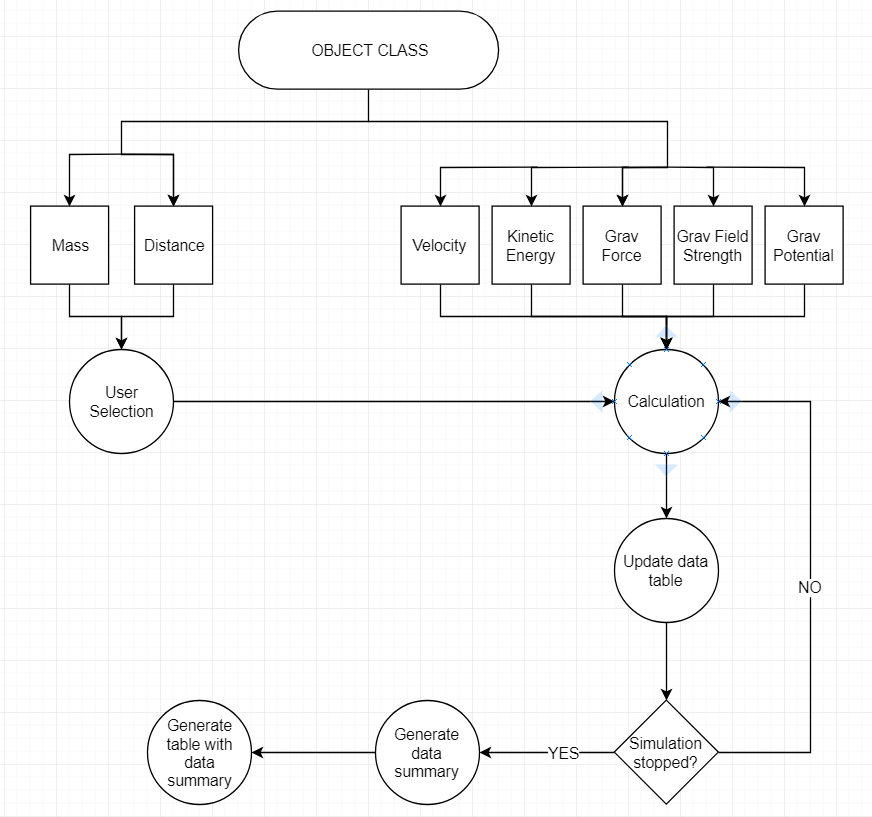 OBJECT CLASS
Mass
Distance
Velocity
Kinetic
Energy
Grav
Force
Grav Field
Strength
Grav
Potential
User
Selection
Calculation
Update data
table
NO
Simulation
stopped?
YES
Generate
data
summary
Generate
table with
data
summary